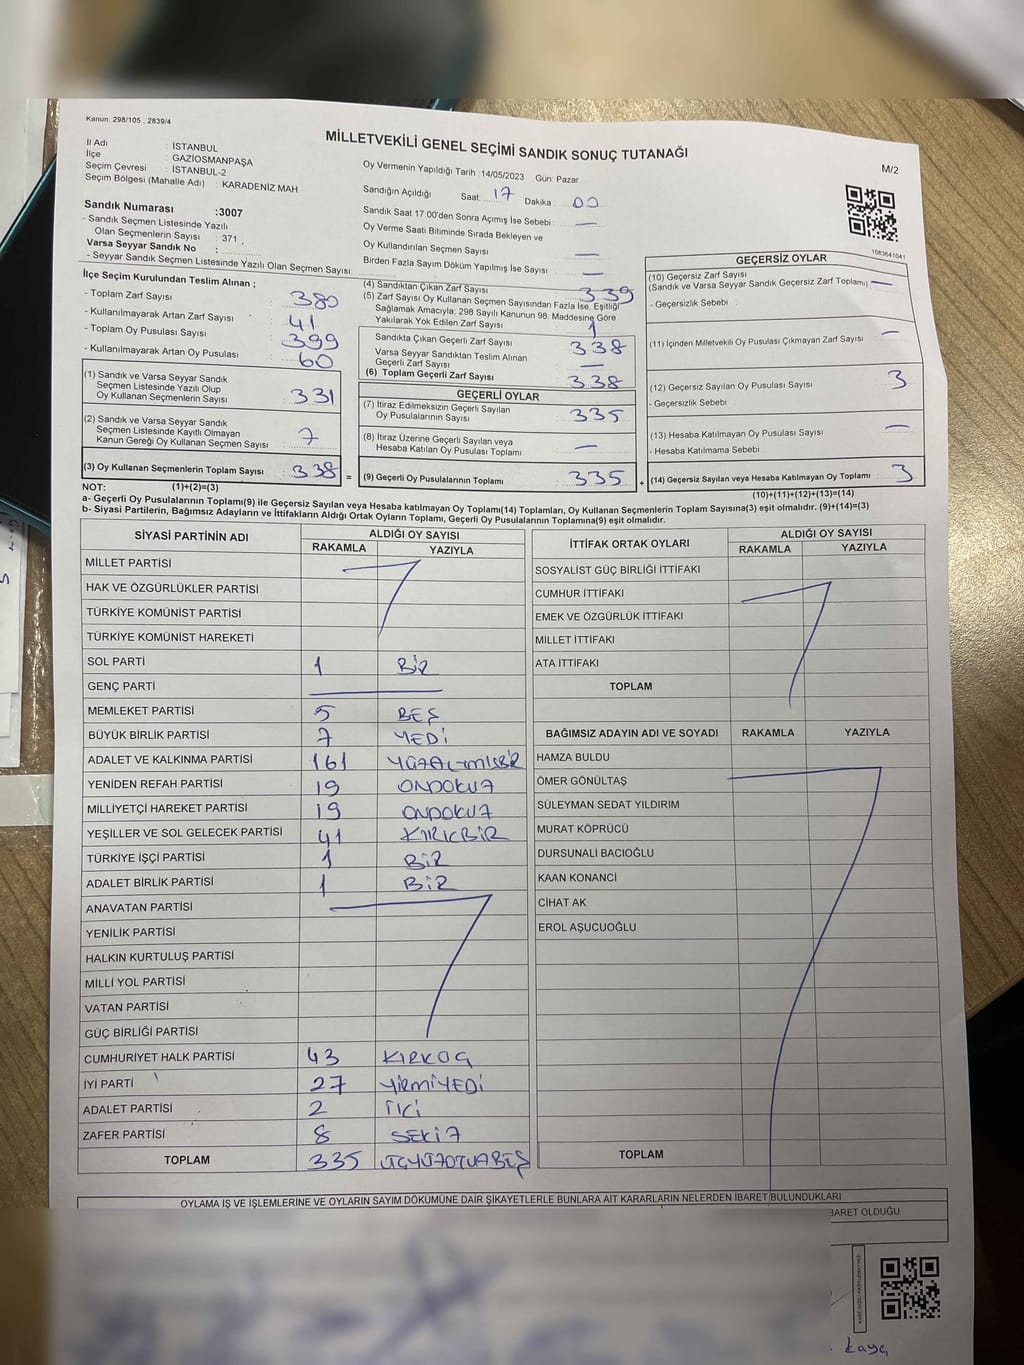 Kanun: 298/105 , 2839/4
MİLLETVEKİLİ GENEL SEÇİMİ SANDIK SONUÇ TUTANAĞI
M/2
İl Adı : İSTANBUL
İlçe : GAZİOSMANPAŞA
Seçim Çevresi : İSTANBUL-2
Seçim Bölgesi (Mahalle Adı) : KARADENİZ MAH
Oy Vermenin Yapıldığı Tarih :14/05/2023 Gün: Pazar
Sandığın Açıldığı Saat 17 Dakika 00
Sandık Saat 17:00'den Sonra Açımış İse Sebebi —
Oy Verme Saati Bitiminde Sırada Bekleyen ve
Oy Kullandırılan Seçmen Sayısı —
Birden Fazla Sayım Döküm Yapılmış İse Sayısı —
1083641041
Sandık Numarası :3007
- Sandık Seçmen Listesinde Yazılı
Olan Seçmenlerin Sayısı : 371
Varsa Seyyar Sandık No :
- Seyyar Sandık Seçmen Listesinde Yazılı Olan Seçmen Sayısı:
İlçe Seçim Kurulundan Teslim Alınan ;
- Toplam Zarf Sayısı : 380
- Kullanılmayarak Artan Zarf Sayısı : 41
- Toplam Oy Pusulası Sayısı : 399
- Kullanılmayarak Artan Oy Pusulası : 60
(1) Sandık ve Varsa Seyyar Sandık
Seçmen Listesinde Yazılı Olup
Oy Kullanan Seçmenlerin Sayısı : 331
(2) Sandık ve Varsa Seyyar Sandık
Seçmen Listesinde Kayıtlı Olmayan
Kanun Gereği Oy Kullanan Seçmen Sayısı : 7
(3) Oy Kullanan Seçmenlerin Toplam Sayısı : 338 =
(4) Sandıktan Çıkan Zarf Sayısı : 339
(5) Zarf Sayısı Oy Kullanan Seçmen Sayısından Fazla İse, Eşitliği
Sağlamak Amacıyla, 298 Sayılı Kanunun 98. Maddesine Göre
Yakılarak Yok Edilen Zarf Sayısı : 1
Sandıkta Çıkan Geçerli Zarf Sayısı : 338
Varsa Seyyar Sandıktan Teslim Alınan
Geçerli Zarf Sayısı : —
(6) Toplam Geçerli Zarf Sayısı : 338
GEÇERLİ OYLAR
(7) İtiraz Edilmeksizin Geçerli Sayılan
Oy Pusulalarının Sayısı : 335
(8) İtiraz Üzerine Geçerli Sayılan veya
Hesaba Katılan Oy Pusulası Toplamı : —
(9) Geçerli Oy Pusulalarının Toplamı : 335 +
GEÇERSİZ OYLAR
(10) Geçersiz Zarf Sayısı
(Sandık ve Varsa Seyyar Sandık Geçersiz Zarf Toplamı) : —
- Geçersizlik Sebebi :
(11) İçinden Milletvekili Oy Pusulası Çıkmayan Zarf Sayısı : —
(12) Geçersiz Sayılan Oy Pusulası Sayısı : 3
- Geçersizlik Sebebi :
(13) Hesaba Katılmayan Oy Pusulası Sayısı : —
- Hesaba Katılmama Sebebi :
(14) Geçersiz Sayılan veya Hesaba Katılmayan Oy Toplamı : 3
NOT: (1)+(2)=(3)
(10)+(11)+(12)+(13)=(14)
a- Geçerli Oy Pusulalarının Toplamı(9) ile Geçersiz Sayılan veya Hesaba katılmayan Oy Toplamı(14) Toplamları, Oy Kullanan Seçmenlerin Toplam Sayısına(3) eşit olmalıdır. (9)+(14)=(3)
b- Siyasi Partilerin, Bağımsız Adayların ve İttifakların Aldığı Oyların Toplamı, Geçerli Oy Pusulalarının Toplamına(9) eşit olmalıdır.
SİYASİ PARTİNİN ADI ALDIĞI OY SAYISI
RAKAMLA YAZIYLA
MİLLET PARTİSİ
HAK VE ÖZGÜRLÜKLER PARTİSİ
TÜRKİYE KOMÜNİST PARTİSİ
TÜRKİYE KOMÜNİST HAREKETİ
SOL PARTİ 1 BİR
GENÇ PARTİ
MEMLEKET PARTİSİ 5 BEŞ
BÜYÜK BİRLİK PARTİSİ 7 YEDİ
ADALET VE KALKINMA PARTİSİ 161
YENİDEN REFAH PARTİSİ 19 ONDOKUZ
MİLLİYETÇİ HAREKET PARTİSİ 19 ONDOKUZ
YEŞİLLER VE SOL GELECEK PARTİSİ 41 KIRKBİR
TÜRKİYE İŞÇİ PARTİSİ 1 BİR
ADALET BİRLİK PARTİSİ 1 BİR
ANAVATAN PARTİSİ
YENİLİK PARTİSİ
HALKIN KURTULUŞ PARTİSİ
MİLLİ YOL PARTİSİ
VATAN PARTİSİ
GÜÇ BİRLİĞİ PARTİSİ
CUMHURİYET HALK PARTİSİ 43 KIRKÜÇ
İYİ PARTİ 27 YİRMİYEDİ
ADALET PARTİSİ 2 İKİ
ZAFER PARTİSİ 8 SEKİZ
TOPLAM 335 ÜÇYÜZOTUZBEŞ
İTTİFAK ORTAK OYLARI ALDIĞI OY SAYISI
RAKAMLA YAZIYLA
SOSYALİST GÜÇ BİRLİĞİ İTTİFAKI
CUMHUR İTTİFAKI
EMEK VE ÖZGÜRLÜK İTTİFAKI
MİLLET İTTİFAKI
ATA İTTİFAKI
TOPLAM
BAĞIMSIZ ADAYIN ADI VE SOYADI RAKAMLA YAZIYLA
HAMZA BULDU
ÖMER GÖNÜLTAŞ
SÜLEYMAN SEDAT YILDIRIM
MURAT KÖPRÜCÜ
DURSUNALİ BACIOĞLU
KAAN KONANCİ
CİHAT AK
EROL AŞUCUOĞLU
TOPLAM
OYLAMA İŞ VE İŞLEMLERİNE VE OYLARIN SAYIM DÖKÜMÜNE DAİR ŞİKAYETLERLE BUNLARA AİT KARARLARIN NELERDEN İBARET BULUNDUKLARI
BARET OLDUĞU
kaya